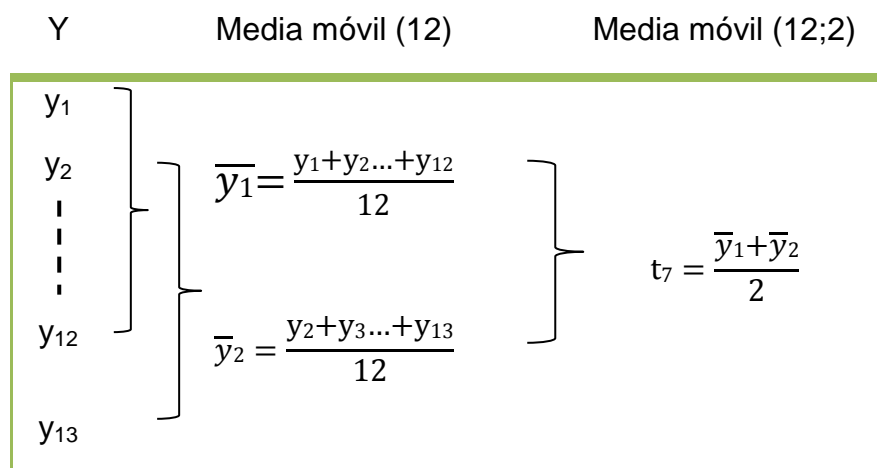 Y Media móvil (12) Media móvil (12;2)
y₁
y₂
y̅₁ = (y₁+y₂...+y₁₂)/12
t₇ = (y̅₁+y̅₂)/2
y₁₂
y̅₂ = (y₂+y₃...+y₁₃)/12
y₁₃